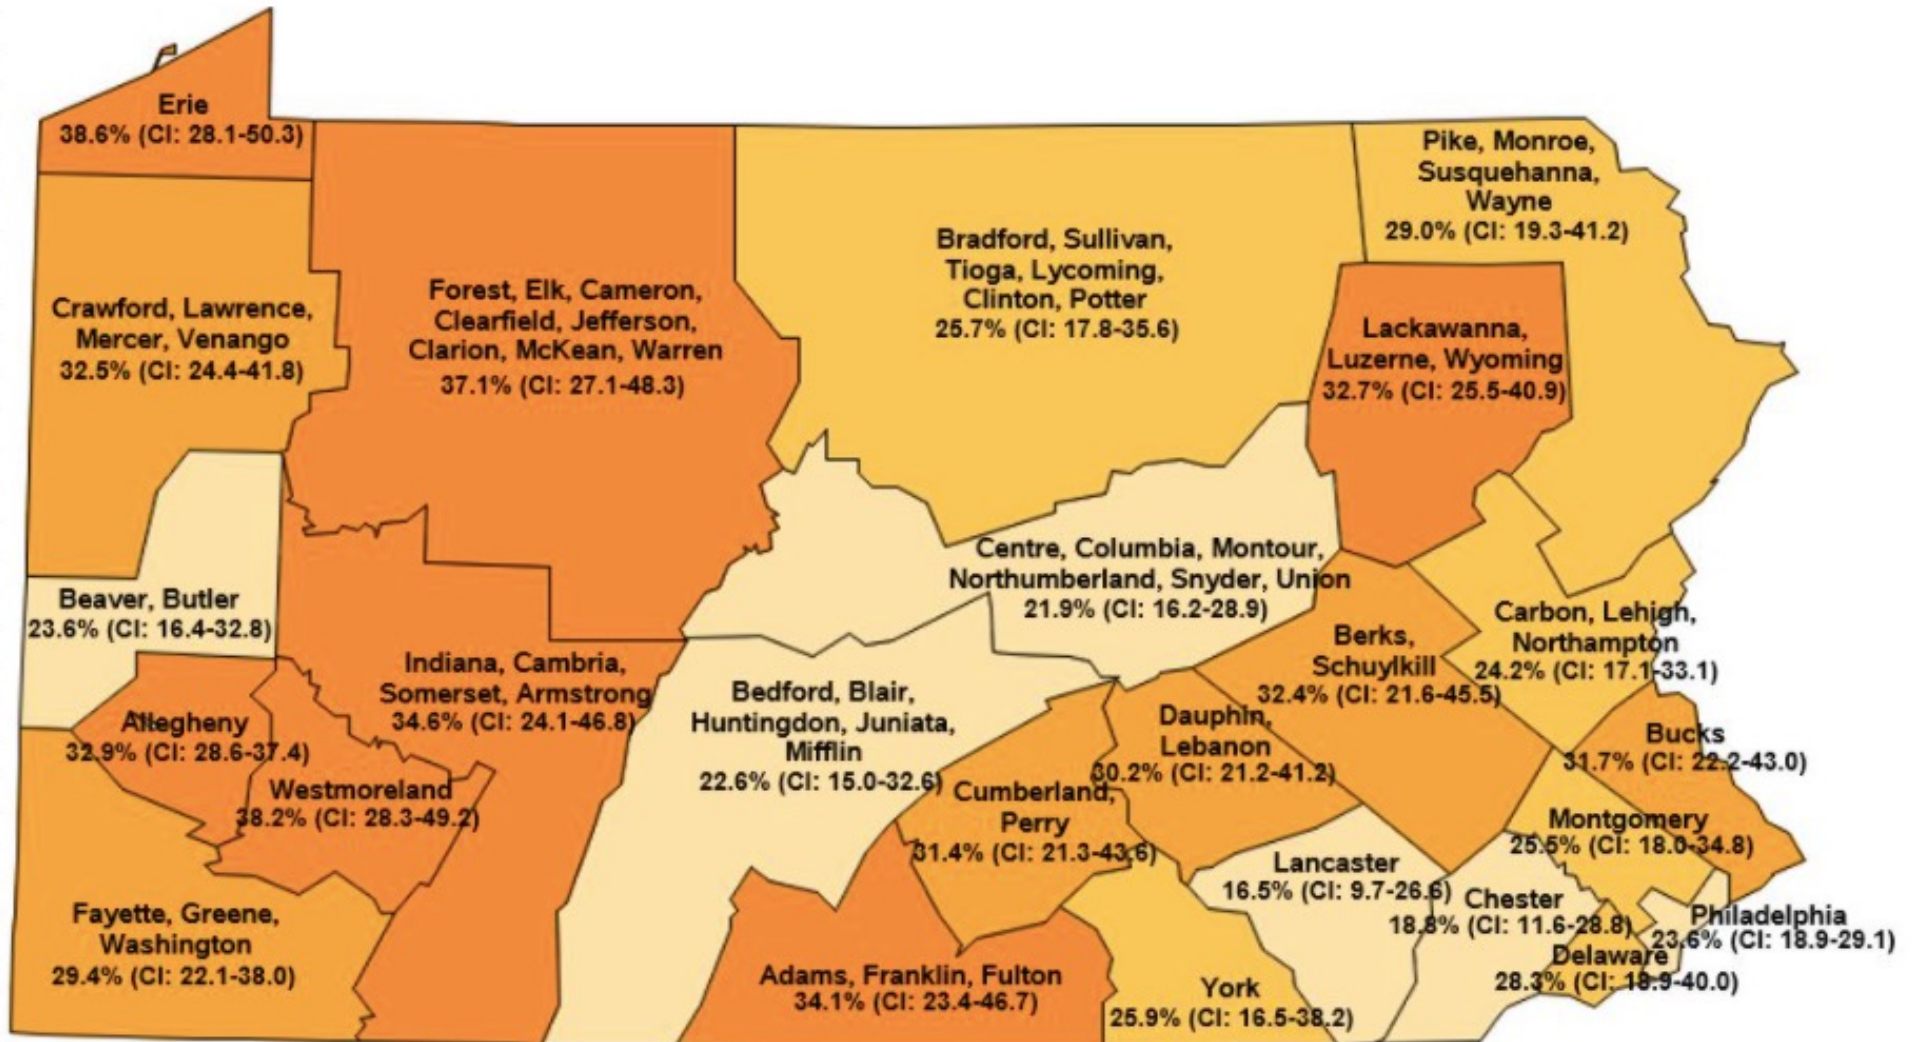 Erie
38.6% (CI: 28.1-50.3)
Pike, Monroe,
Susquehanna,
Wayne
29.0% (CI: 19.3-41.2)
Bradford, Sullivan,
Tioga, Lycoming,
Clinton, Potter
25.7% (CI: 17.8-35.6)
Crawford, Lawrence,
Mercer, Venango
32.5% (CI: 24.4-41.8)
Forest, Elk, Cameron,
Clearfield, Jefferson,
Clarion, McKean, Warren
37.1% (CI: 27.1-48.3)
Lackawanna,
Luzerne, Wyoming
32.7% (CI: 25.5-40.9)
Centre, Columbia, Montour,
Northumberland, Snyder, Union
21.9% (CI: 16.2-28.9)
Beaver, Butler
23.6% (CI: 16.4-32.8)
Carbon, Lehigh,
Northampton
24.2% (CI: 17.1-33.1)
Berks,
Schuylkill
32.4% (CI: 21.6-45.5)
Indiana, Cambria,
Somerset, Armstrong
34.6% (CI: 24.1-46.8)
Bedford, Blair,
Huntingdon, Juniata,
Mifflin
22.6% (CI: 15.0-32.6)
Allegheny
32.9% (CI: 28.6-37.4)
Dauphin,
Lebanon
30.2% (CI: 21.2-41.2)
Bucks
31.7% (CI: 22.2-43.0)
Westmoreland
38.2% (CI: 28.3-49.2)
Cumberland,
Perry
31.4% (CI: 21.3-43.6)
Montgomery
25.5% (CI: 18.0-34.8)
Lancaster
16.5% (CI: 9.7-26.6)
Chester
18.8% (CI: 11.6-28.8)
Philadelphia
23.6% (CI: 18.9-29.1)
Fayette, Greene,
Washington
29.4% (CI: 22.1-38.0)
Delaware
28.3% (CI: 18.9-40.0)
Adams, Franklin, Fulton
34.1% (CI: 23.4-46.7)
York
25.9% (CI: 16.5-38.2)